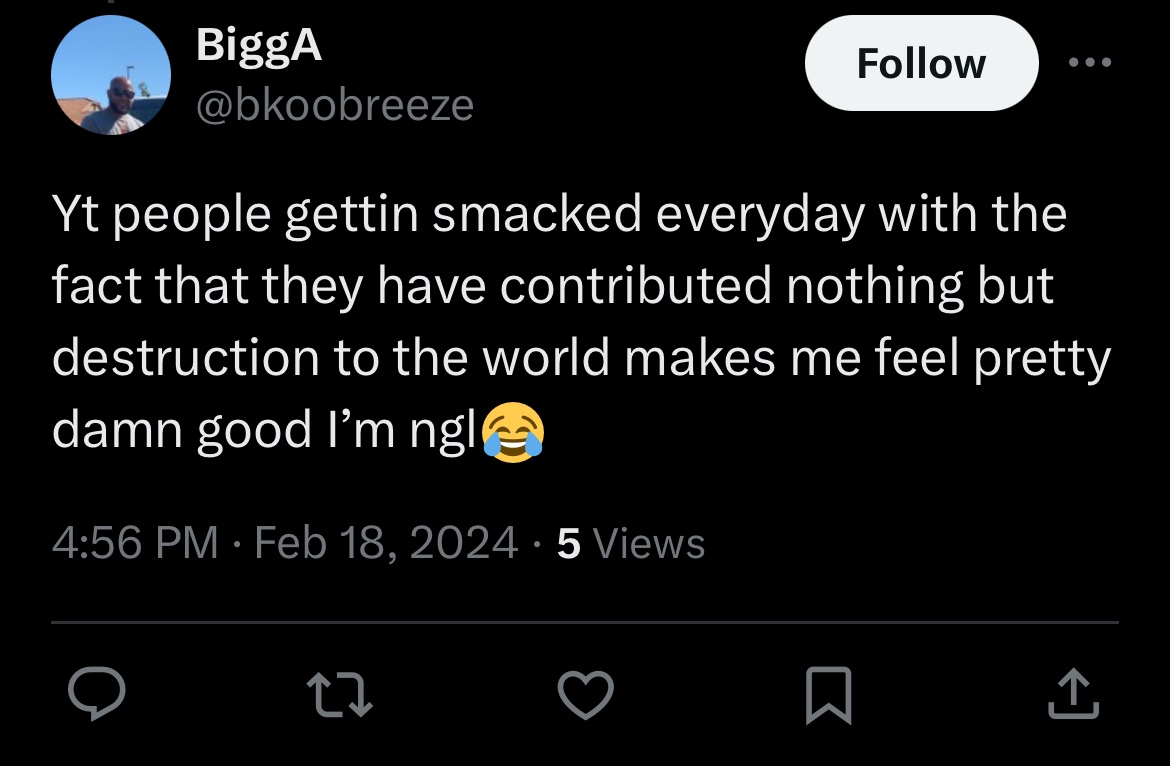 BiggA
@bkoobreeze
Follow
Yt people gettin smacked everyday with the
fact that they have contributed nothing but
destruction to the world makes me feel pretty
damn good I’m ngl😂
4:56 PM · Feb 18, 2024 · 5 Views